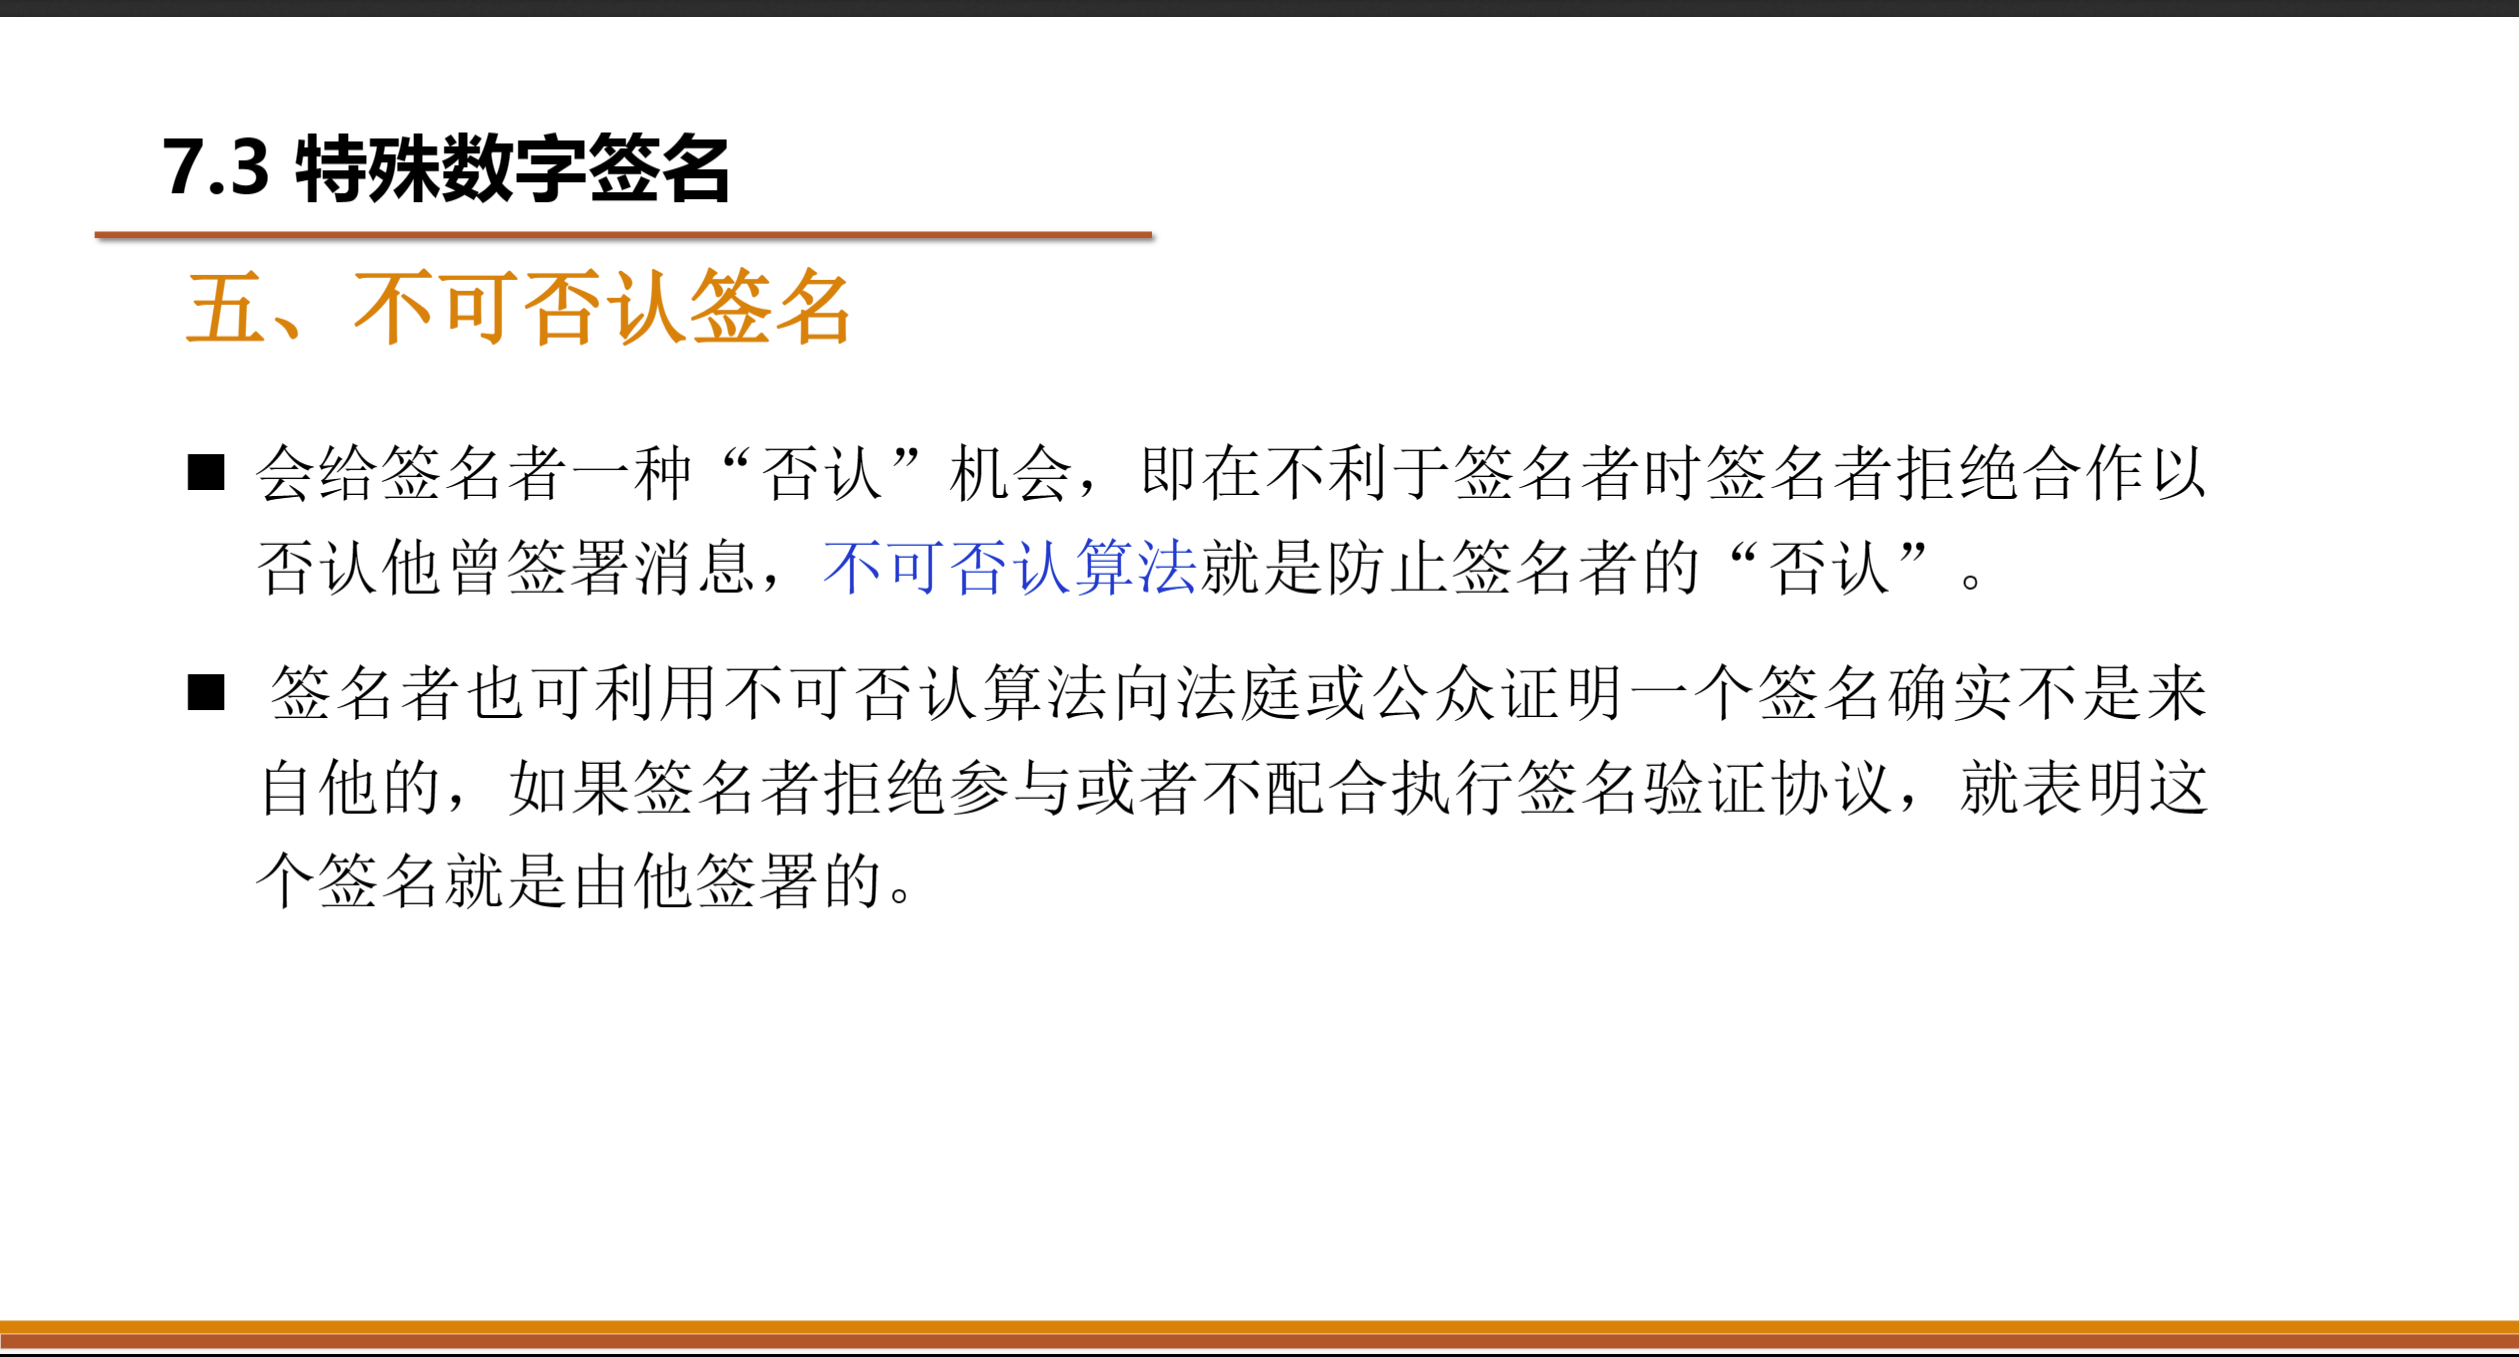 7.3 特殊数字签名
五、不可否认签名
■ 会给签名者一种“否认”机会，即在不利于签名者时签名者拒绝合作以
否认他曾签署消息，不可否认算法就是防止签名者的“否认”。
■ 签名者也可利用不可否认算法向法庭或公众证明一个签名确实不是来
自他的，如果签名者拒绝参与或者不配合执行签名验证协议，就表明这
个签名就是由他签署的。